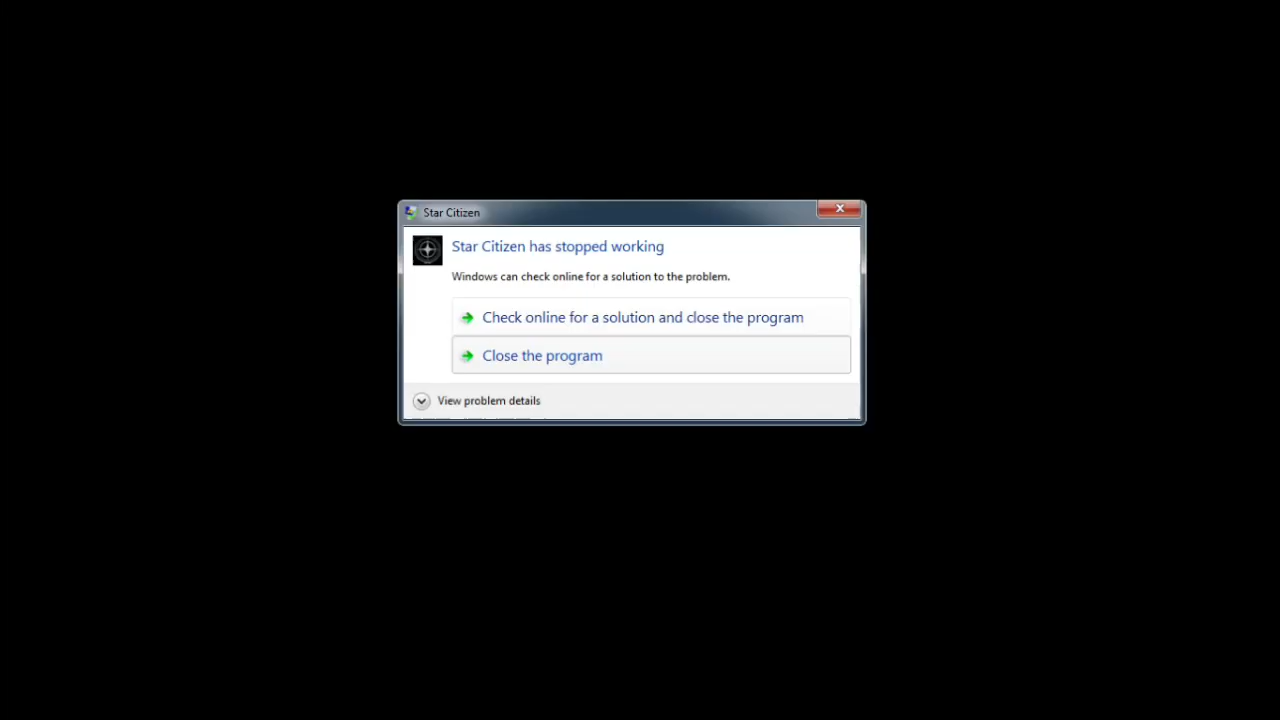 Star Citizen
Star Citizen has stopped working
Windows can check online for a solution to the problem.
Check online for a solution and close the program
Close the program
View problem details